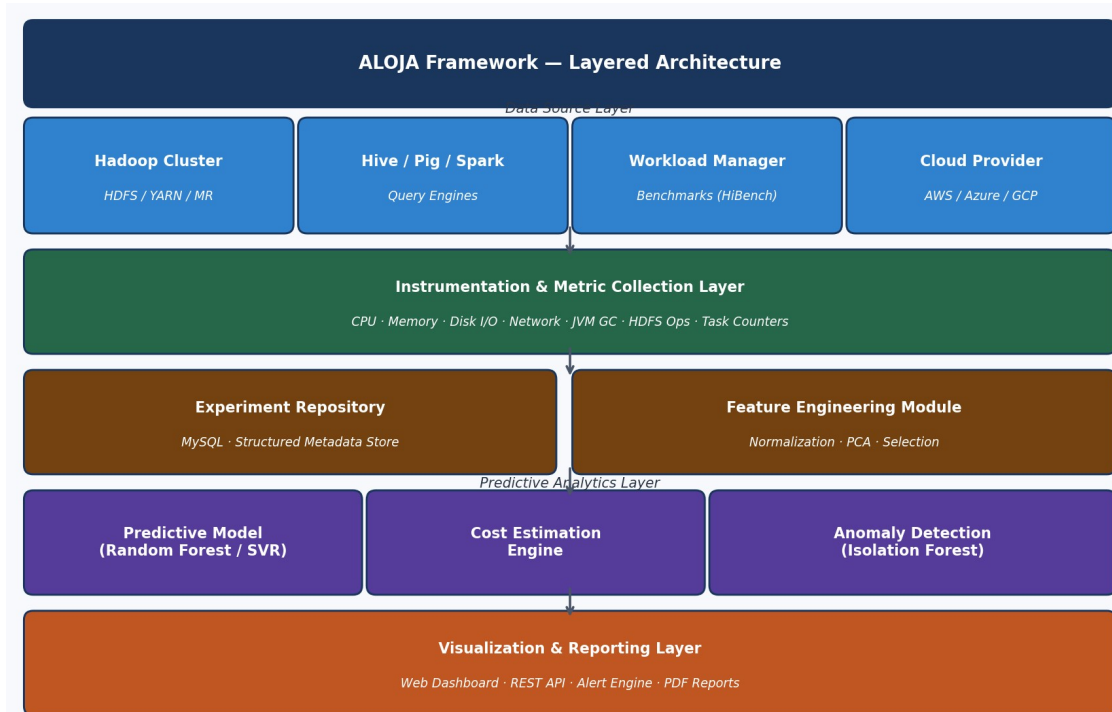 ALOJA Framework — Layered Architecture
Data Source Layer
Hadoop Cluster
HDFS / YARN / MR
Hive / Pig / Spark
Query Engines
Workload Manager
Benchmarks (HiBench)
Cloud Provider
AWS / Azure / GCP
Instrumentation & Metric Collection Layer
CPU · Memory · Disk I/O · Network · JVM GC · HDFS Ops · Task Counters
Experiment Repository
MySQL · Structured Metadata Store
Feature Engineering Module
Normalization · PCA · Selection
Predictive Analytics Layer
Predictive Model
(Random Forest / SVR)
Cost Estimation
Engine
Anomaly Detection
(Isolation Forest)
Visualization & Reporting Layer
Web Dashboard · REST API · Alert Engine · PDF Reports